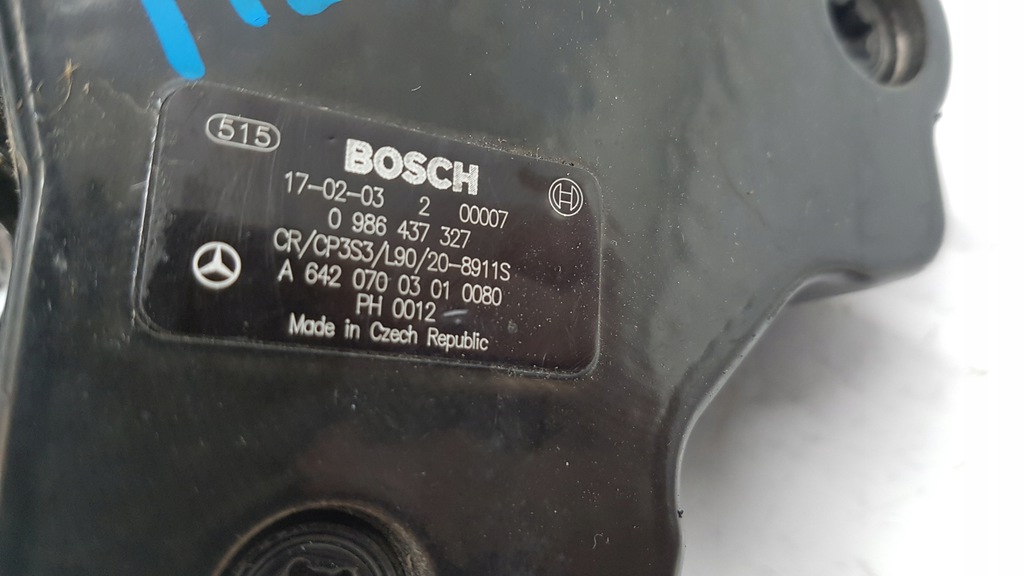 515
BOSCH
17-02-03 2 00007
0 986 437 327
CR/CP3S3/L90/20-8911S
A 642 070 03 01 0080
PH 0012
Made in Czech Republic